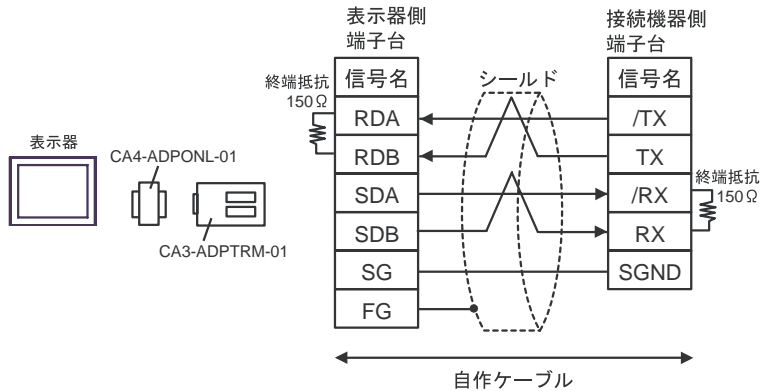 表示器側
端子台
接続機器側
端子台
信号名
シールド
信号名
終端抵抗
150Ω
RDA
/TX
RDB
TX
表示器
CA4-ADPONL-01
SDA
/RX
終端抵抗
150Ω
SDB
RX
CA3-ADPTRM-01
SG
SGND
FG
自作ケーブル